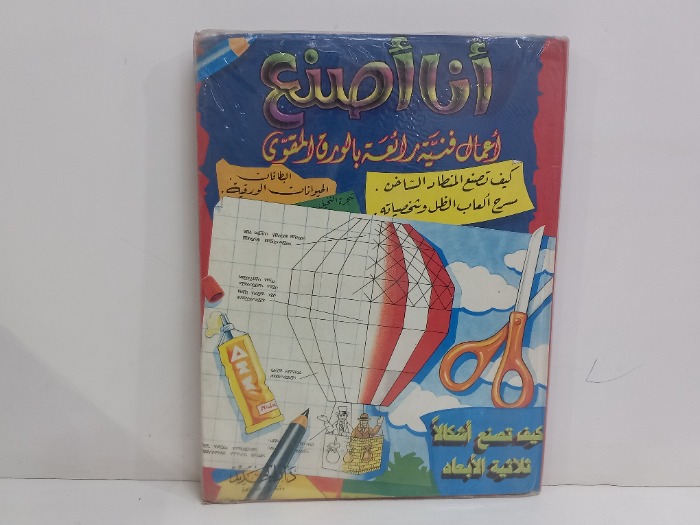 أنا أصنع
أعمال فنية رائعة بالورق المقوى
كيف تصنع المنطاد الساخن.
مسرح ألعاب الظل وشخصياته.
البطاقات.
الحيوانات الورقية.
كيف تصنع أشكالاً
ثلاثية الأبعاد